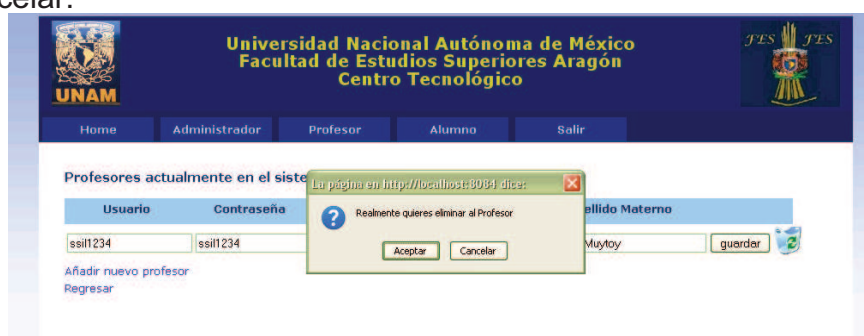 celar.
Universidad Nacional Autónoma de México
Facultad de Estudios Superiores Aragón
Centro Tecnológico
UNAM
FES FES
Home Administrador Profesor Alumno Salir
Profesores actualmente en el siste
La página en http://localhost:8084 dice:
Usuario Contraseña ellido Materno
Realmente quieres eliminar al Profesor
Aceptar Cancelar
ssil1234 ssil1234 Muytoy guardar
Añadir nuevo profesor
Regresar